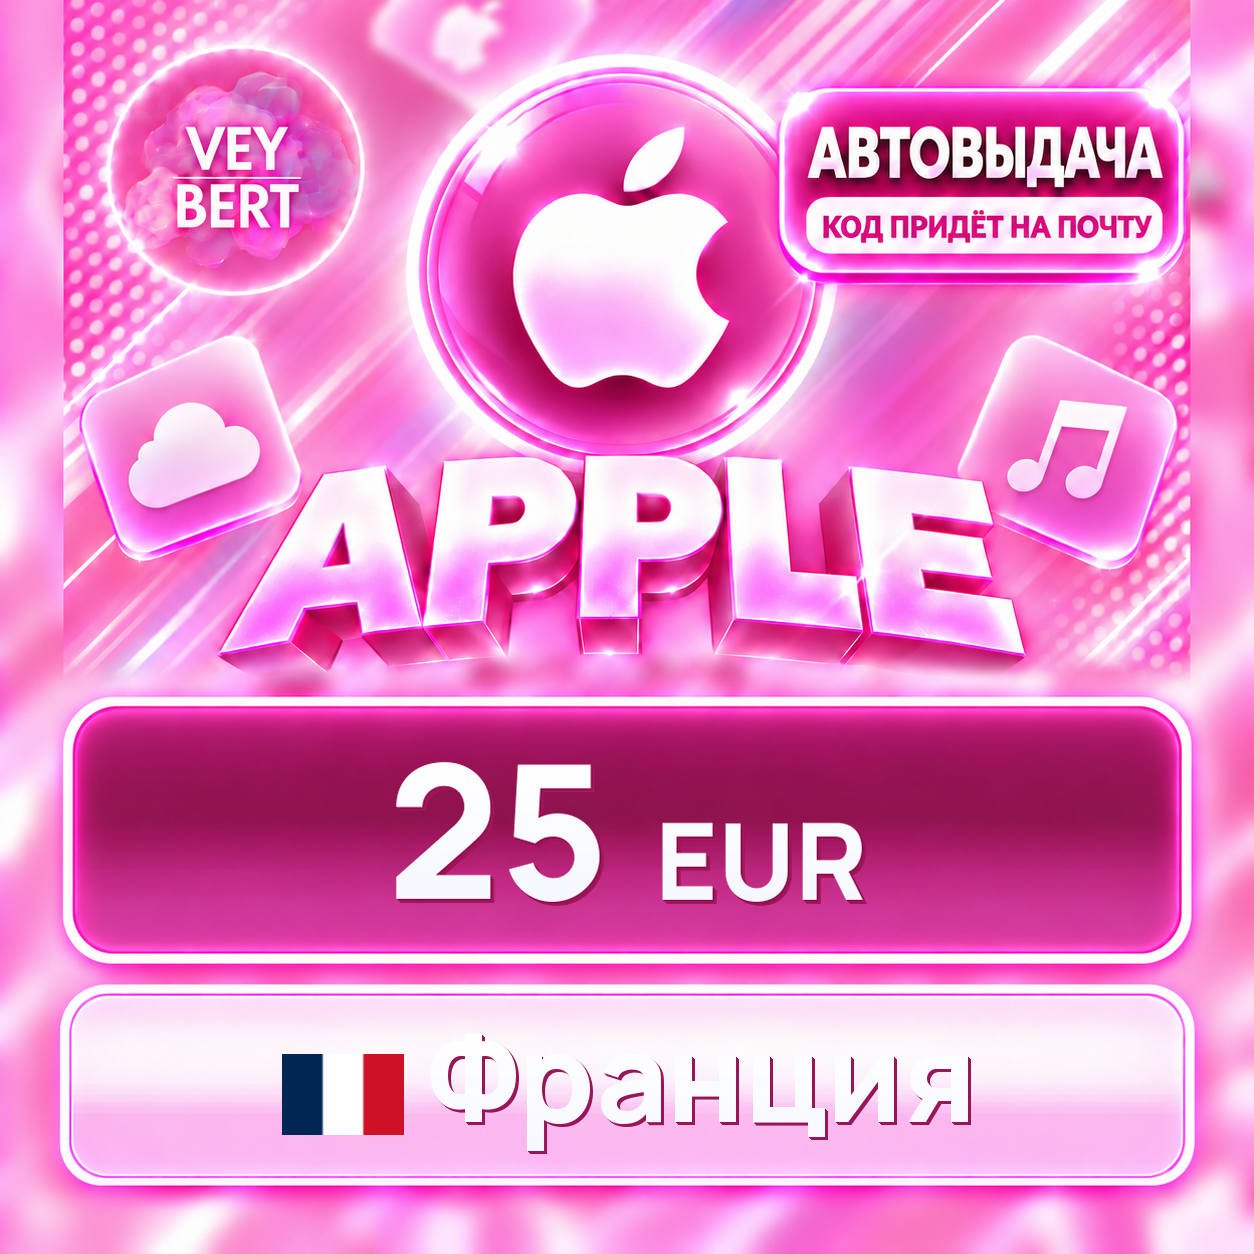 VEY
BERT
АВТОВЫДАЧА
КОД ПРИДЁТ НА ПОЧТУ
APPLE
25 EUR
Франция